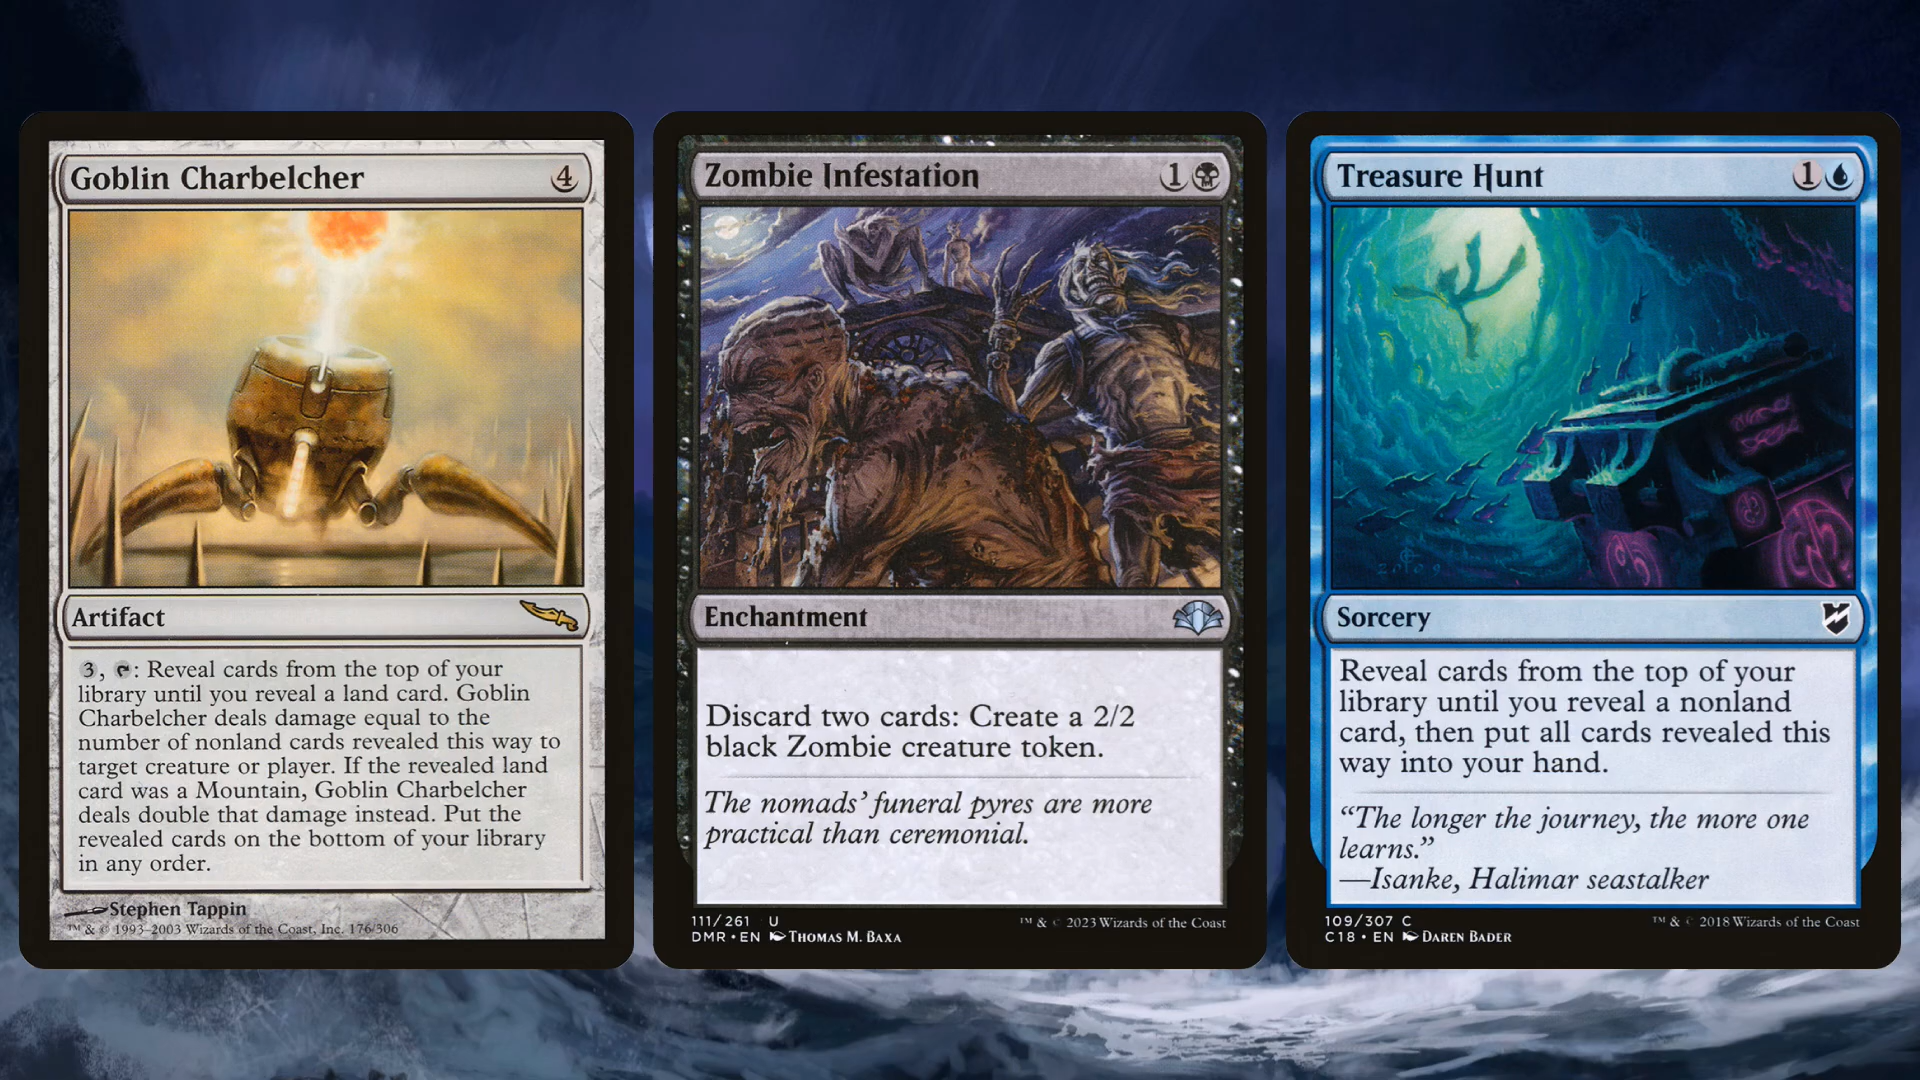 Goblin Charbelcher 4
Artifact
3, T: Reveal cards from the top of your
library until you reveal a land card. Goblin
Charbelcher deals damage equal to the
number of nonland cards revealed this way to
target creature or player. If the revealed land
card was a Mountain, Goblin Charbelcher
deals double that damage instead. Put the
revealed cards on the bottom of your library
in any order.
Stephen Tappin
™ & © 1993–2003 Wizards of the Coast, Inc. 176/306
Zombie Infestation 1
Enchantment
Discard two cards: Create a 2/2
black Zombie creature token.
The nomads’ funeral pyres are more
practical than ceremonial.
111/261 U
™ & © 2023 Wizards of the Coast
DMR • EN Thomas M. Baxa
Treasure Hunt 1
2009
Sorcery
Reveal cards from the top of your
library until you reveal a nonland
card, then put all cards revealed this
way into your hand.
“The longer the journey, the more one
learns.”
—Isanke, Halimar seastalker
109/307 C
™ & © 2018 Wizards of the Coast
C18 • EN Daren Bader